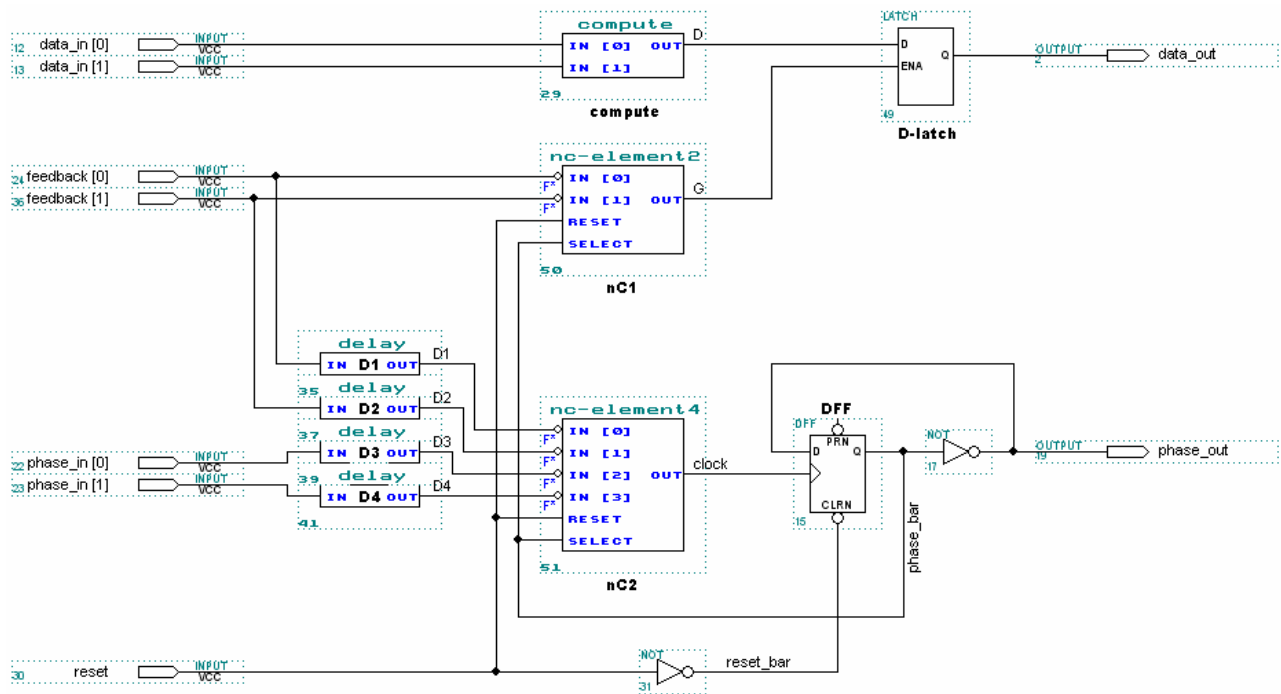 compute
LATCH
12 data_in [0] INPUT VCC
IN [0] OUT D
D Q
OUTPUT 2 data_out
13 data_in [1] INPUT VCC
IN [1]
ENA
29
compute
49
D-latch
nc-element2
24 feedback [0] INPUT VCC
F* IN [0]
36 feedback [1] INPUT VCC
F* IN [1] OUT G
RESET
SELECT
50
nC1
delay
IN D1 OUT D1
35 delay
IN D2 OUT D2
37 delay
22 phase_in [0] INPUT VCC
IN D3 OUT D3
39 delay
23 phase_in [1] INPUT VCC
IN D4 OUT D4
41
nc-element4
F* IN [0]
F* IN [1]
F* IN [2] OUT clock
F* IN [3]
RESET
SELECT
51
nC2
DFF
DFF
PRN
D Q
CLRN
15
NOT
17
OUTPUT 19 phase_out
phase_bar
30 reset INPUT VCC
NOT
31
reset_bar